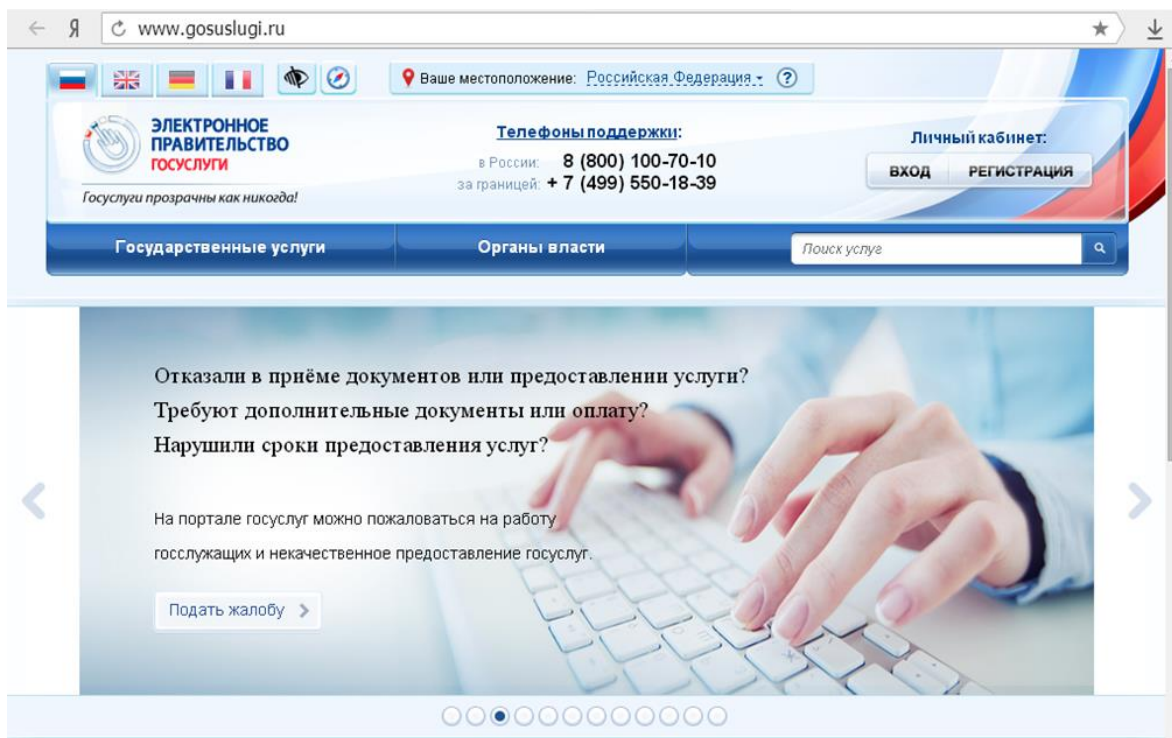 Я www.gosuslugi.ru
Ваше местоположение: Российская Федерация ?
ЭЛЕКТРОННОЕ
ПРАВИТЕЛЬСТВО
ГОСУСЛУГИ
Госуслуги прозрачны как никогда!
Телефоны поддержки:
в России: 8 (800) 100-70-10
за границей: + 7 (499) 550-18-39
Личный кабинет:
ВХОД РЕГИСТРАЦИЯ
Государственные услуги Органы власти Поиск услуг
Отказали в приёме документов или предоставлении услуги?
Требуют дополнительные документы или оплату?
Нарушили сроки предоставления услуг?
На портале госуслуг можно пожаловаться на работу
госслужащих и некачественное предоставление госуслуг.
Подать жалобу